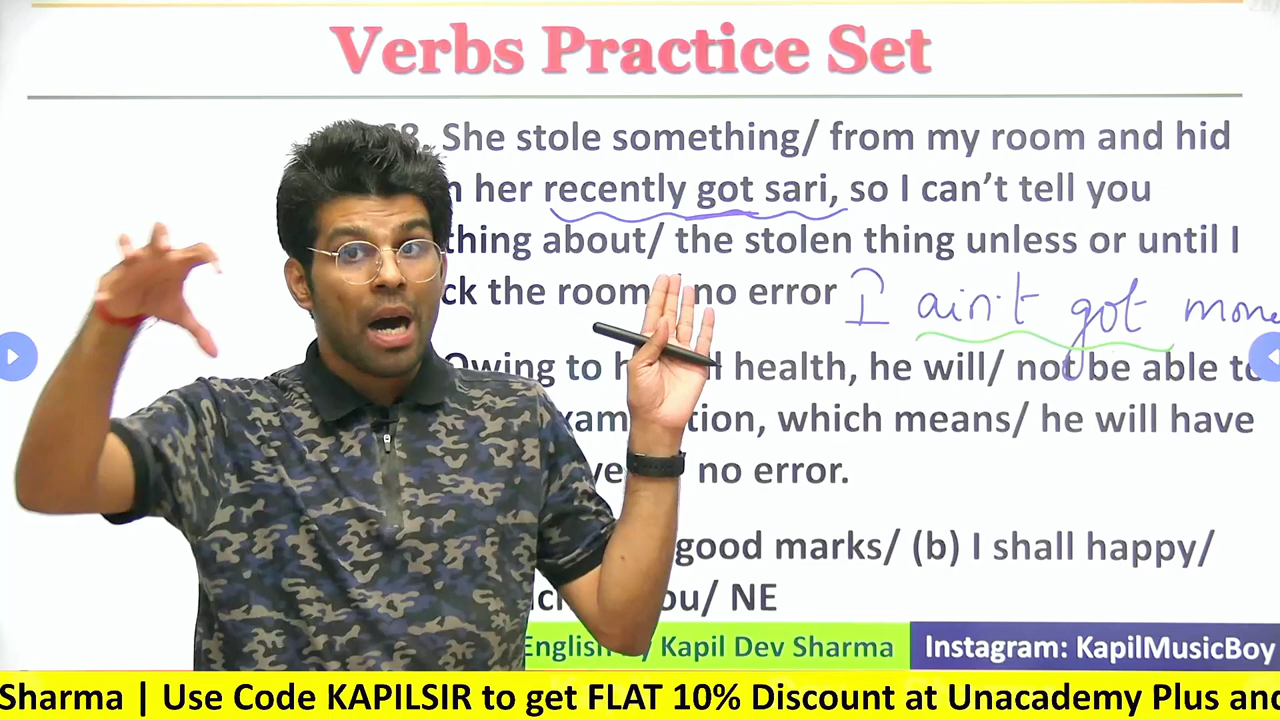 Verbs Practice Set
68. She stole something/ from my room and hid
her recently got sari, so I can’t tell you
thing about/ the stolen thing unless or until I
ck the room no error
I ain't got mone
Owing to h health, he will/ not be able to
xam tion, which means/ he will have
ve no error.
good marks/ (b) I shall happy/
ou/ NE
English by Kapil Dev Sharma
Instagram: KapilMusicBoy
Sharma | Use Code KAPILSIR to get FLAT 10% Discount at Unacademy Plus and